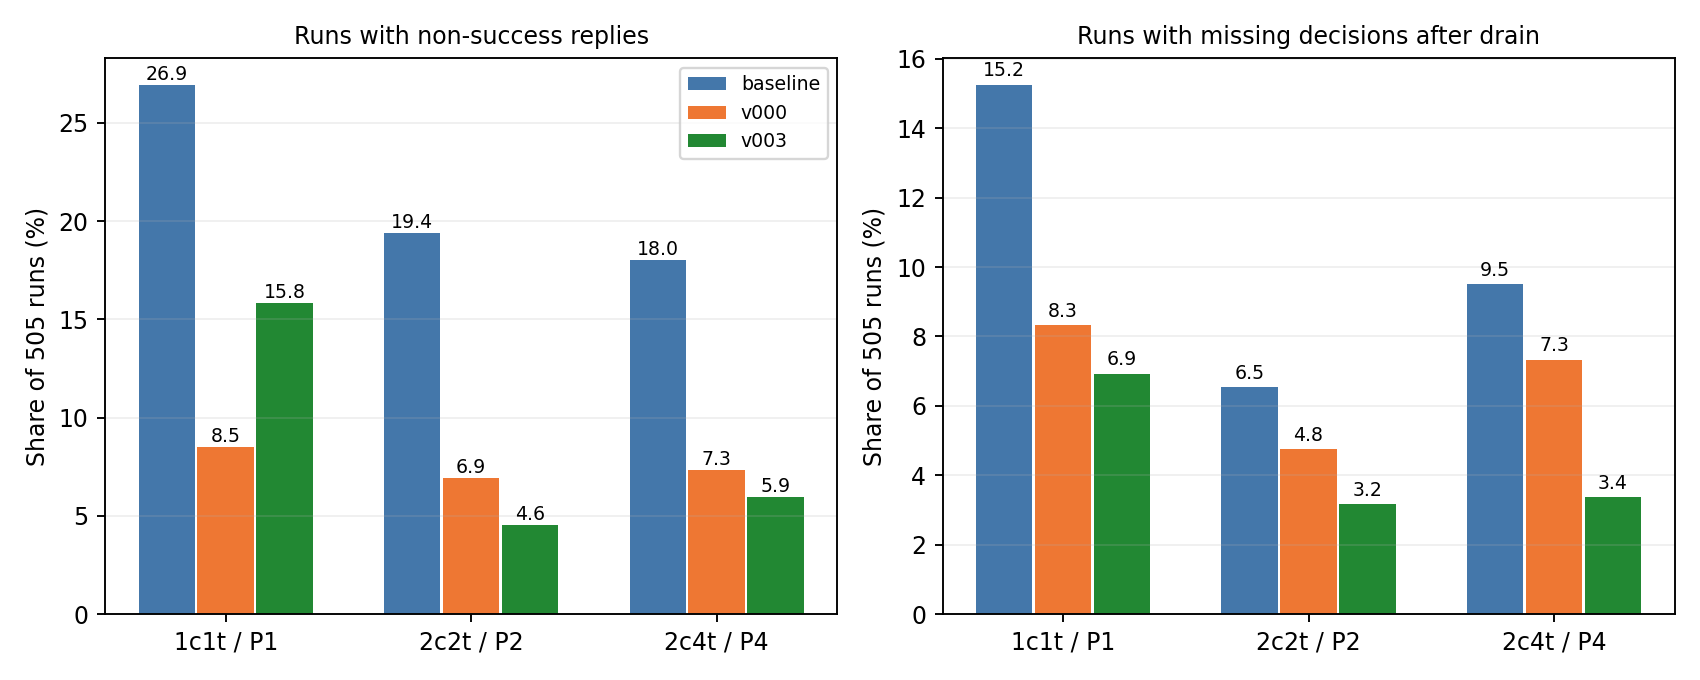 Runs with non-success replies
Share of 505 runs (%)
25
20
15
10
5
0
26.9
8.5
15.8
19.4
6.9
4.6
18.0
7.3
5.9
baseline
v000
v003
1c1t / P1
2c2t / P2
2c4t / P4
Runs with missing decisions after drain
Share of 505 runs (%)
16
14
12
10
8
6
4
2
0
15.2
8.3
6.9
6.5
4.8
3.2
9.5
7.3
3.4
1c1t / P1
2c2t / P2
2c4t / P4